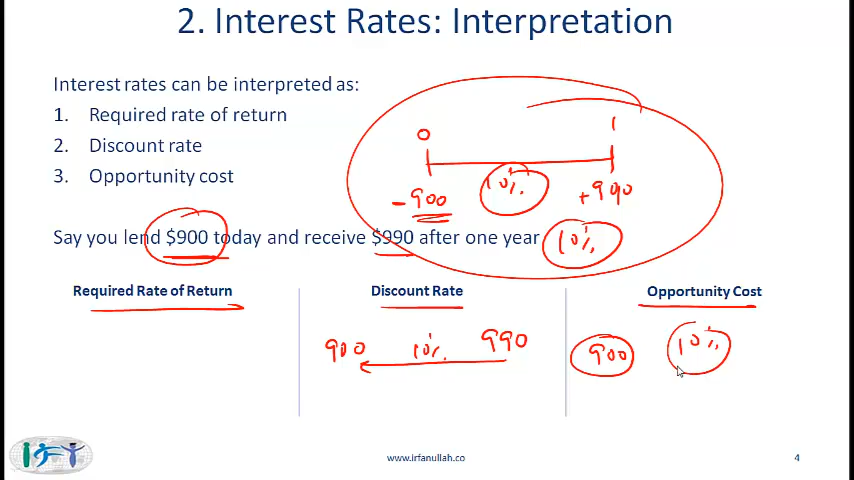 2. Interest Rates: Interpretation
Interest rates can be interpreted as:
1. Required rate of return
2. Discount rate
3. Opportunity cost
0 1
-900 10% +990
Say you lend $900 today and receive $990 after one year 10%
Required Rate of Return Discount Rate Opportunity Cost
900 10% 990 900 10%
www.irfanullah.co 4